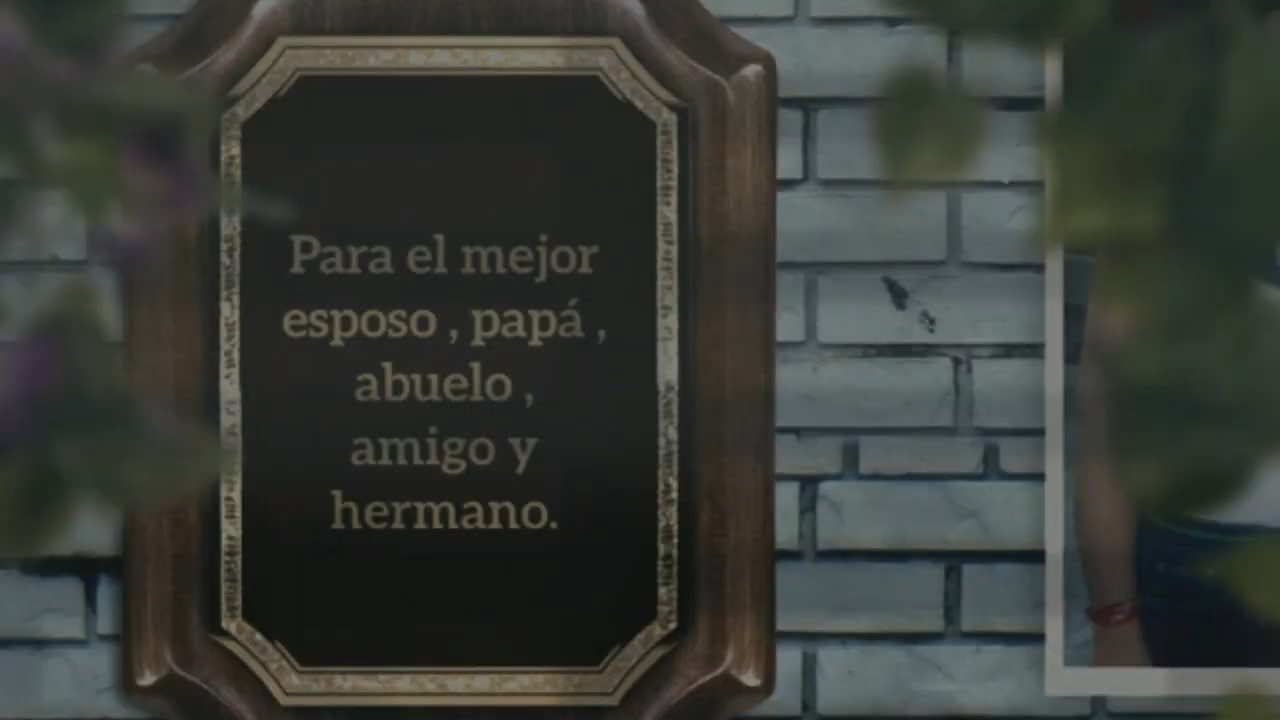 Para el mejor
esposo , papá ,
abuelo ,
amigo y
hermano.